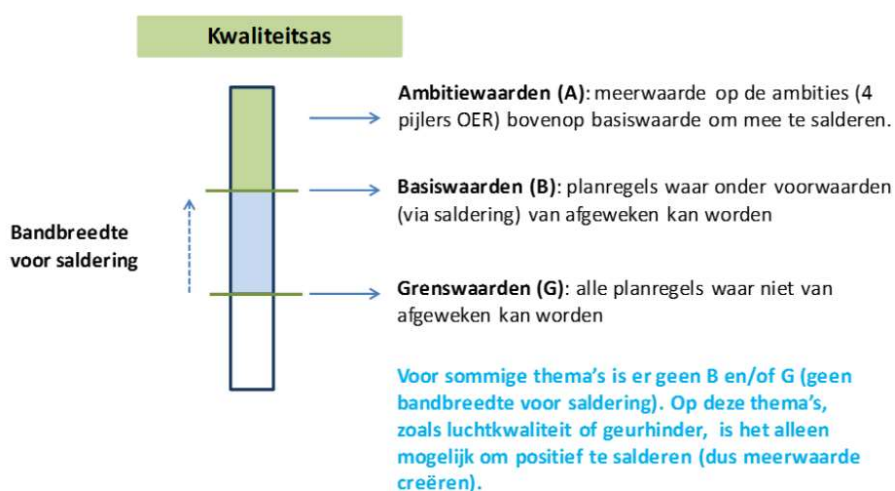 Kwaliteitsas
Ambitiewaarden (A): meerwaarde op de ambities (4
pijlers OER) bovenop basiswaarde om mee te salderen.
Basiswaarden (B): planregels waar onder voorwaarden
(via saldering) van afgeweken kan worden
Bandbreedte
voor saldering
Grenswaarden (G): alle planregels waar niet van
afgeweken kan worden
Voor sommige thema's is er geen B en/of G (geen
bandbreedte voor saldering). Op deze thema's,
zoals luchtkwaliteit of geurhinder, is het alleen
mogelijk om positief te salderen (dus meerwaarde
creëren).